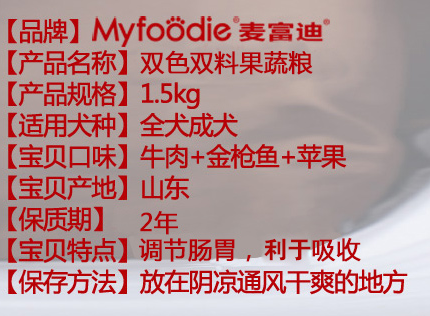 【品牌】Myfoodie®麦富迪®
【产品名称】双色双料果蔬粮
【产品规格】1.5kg
【适用犬种】全犬成犬
【宝贝口味】牛肉+金枪鱼+苹果
【宝贝产地】山东
【保质期】 2年
【宝贝特点】调节肠胃，利于吸收
【保存方法】放在阴凉通风干爽的地方